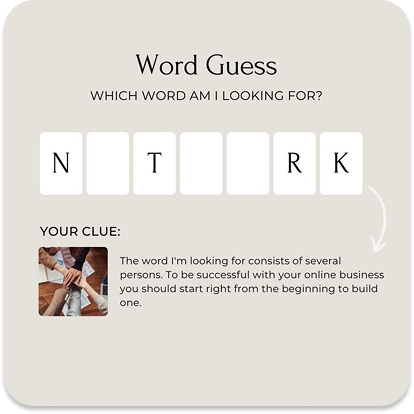 Word Guess
WHICH WORD AM I LOOKING FOR?
N T R K
YOUR CLUE:
The word I'm looking for consists of several
persons. To be successful with your online business
you should start right from the beginning to build
one.